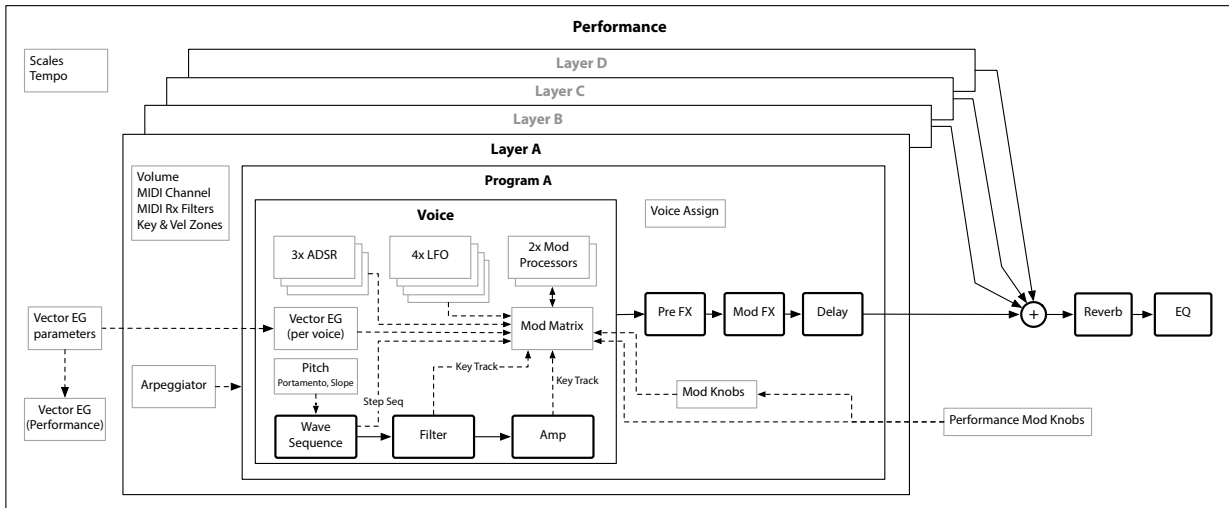 Performance
Scales
Tempo
Layer D
Layer C
Layer B
Layer A
Volume
MIDI Channel
MIDI Rx Filters
Key & Vel Zones
Program A
Voice
Voice Assign
3x ADSR
4x LFO
2x Mod
Processors
Vector EG
parameters
Vector EG
(per voice)
Mod Matrix
Pre FX
Mod FX
Delay
+
Reverb
EQ
Pitch
Portamento, Slope
Key Track
Key Track
Arpeggiator
Step Seq
Mod Knobs
Vector EG
(Performance)
Wave
Sequence
Filter
Amp
Performance Mod Knobs